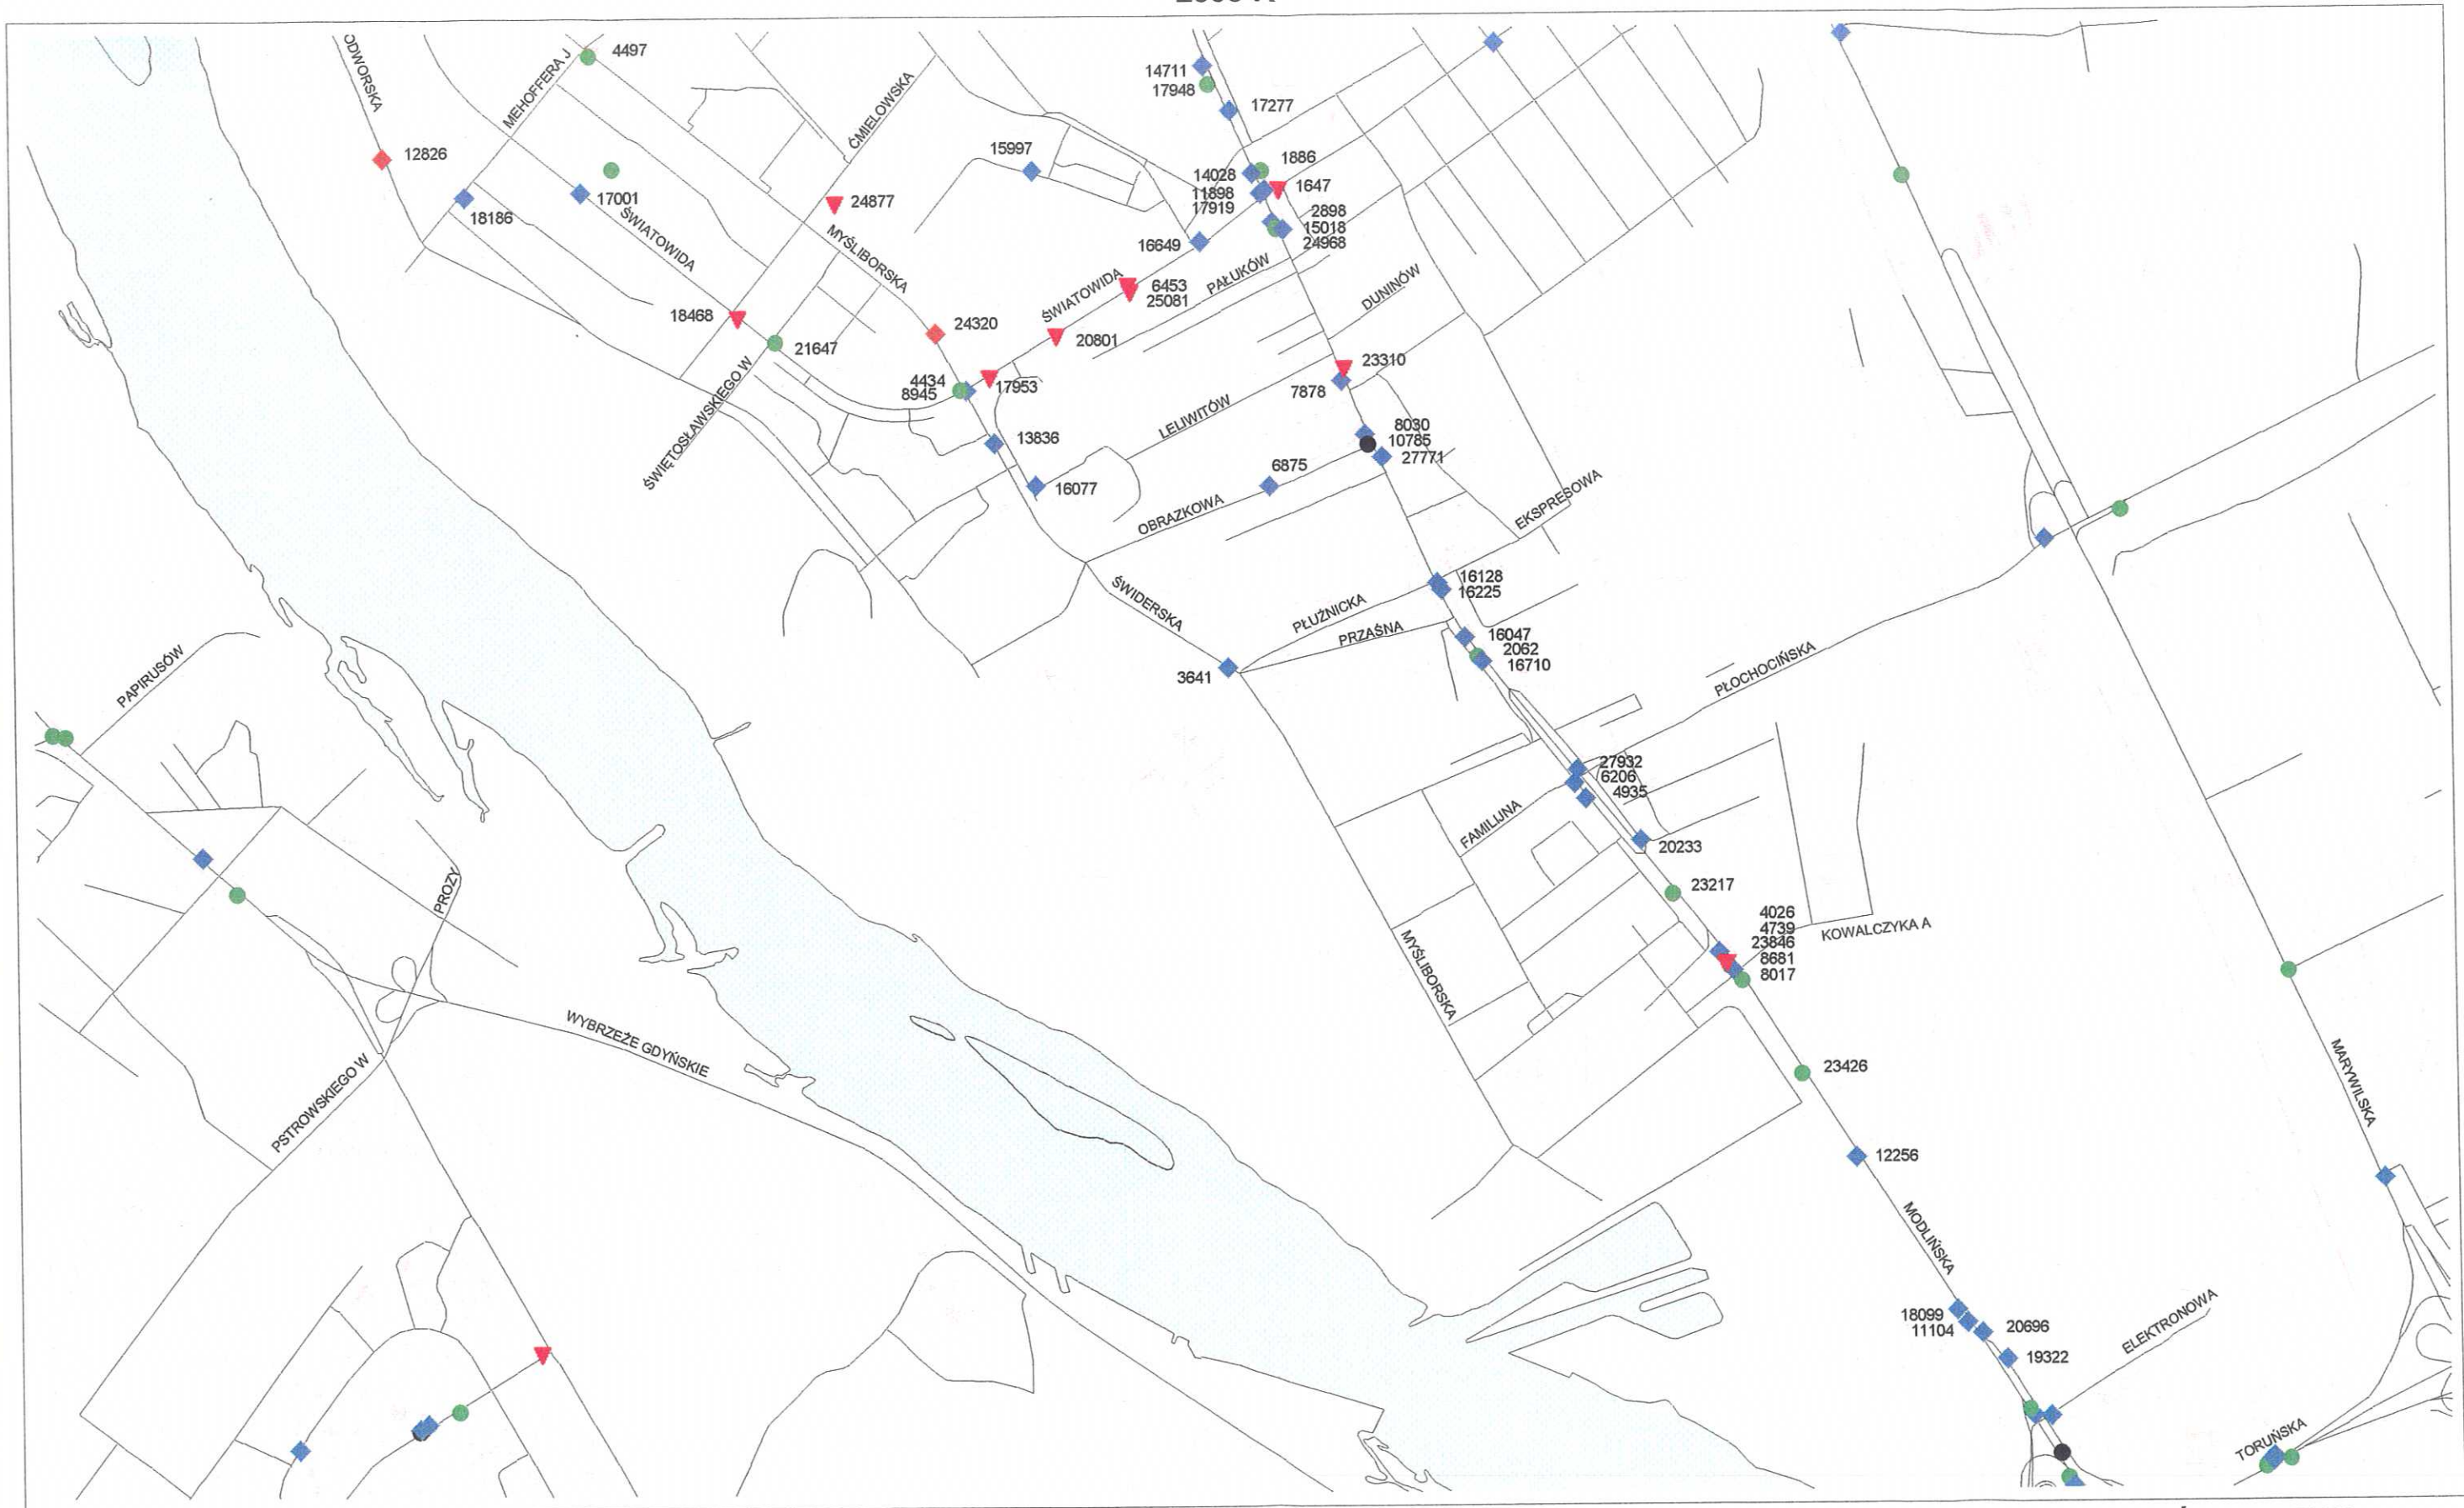 ODWORSKA
MEHOFFERA J
4497
ĆMIELOWSKA
14711
17948
17277
12826
15997
1886
14028
11898
17919
1647
18186
17001
ŚWIATOWIDA
24877
MYŚLIBORSKA
2898
15018
24968
16649
PAŁUKÓW
ŚWIATOWIDA
6453
25081
DUNINÓW
18468
24320
20801
21647
23310
ŚWIĘTOSŁAWSKIEGO W
4434
8945
17953
7878
LELIWITÓW
13836
8030
10785
27771
6875
16077
OBRAZKOWA
EKSPRESOWA
ŚWIDERSKA
16128
16225
PŁUŻNICKA
PRZAŚNA
16047
2062
16710
3641
PAPIRUSÓW
PŁOCHOCIŃSKA
27932
6206
4935
FAMILIJNA
20233
PROZY
23217
4026
4739
23846
8681
8017
KOWALCZYKA A
MYŚLIBORSKA
WYBRZEŻE GDYŃSKIE
PSTROWSKIEGO W
23426
MARYWILSKA
12256
MODLIŃSKA
18099
11104
20696
19322
ELEKTRONOWA
TORUŃSKA